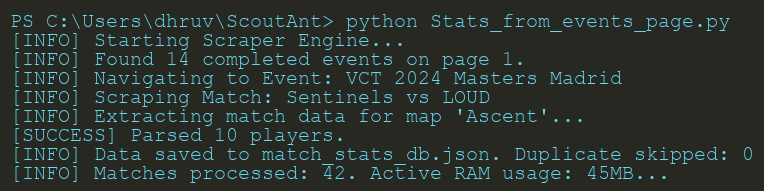 PS C:\Users\dhruv\ScoutAnt> python Stats_from_events_page.py
[INFO] Starting Scraper Engine...
[INFO] Found 14 completed events on page 1.
[INFO] Navigating to Event: VCT 2024 Masters Madrid
[INFO] Scraping Match: Sentinels vs LOUD
[INFO] Extracting match data for map 'Ascent'...
[SUCCESS] Parsed 10 players.
[INFO] Data saved to match_stats_db.json. Duplicate skipped: 0
[INFO] Matches processed: 42. Active RAM usage: 45MB...